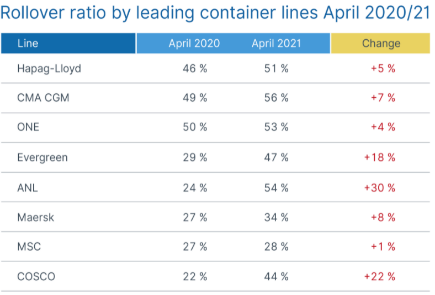 Rollover ratio by leading container lines April 2020/21
Line April 2020 April 2021 Change
Hapag-Lloyd 46 % 51 % +5 %
CMA CGM 49 % 56 % +7 %
ONE 50 % 53 % +4 %
Evergreen 29 % 47 % +18 %
ANL 24 % 54 % +30 %
Maersk 27 % 34 % +8 %
MSC 27 % 28 % +1 %
COSCO 22 % 44 % +22 %